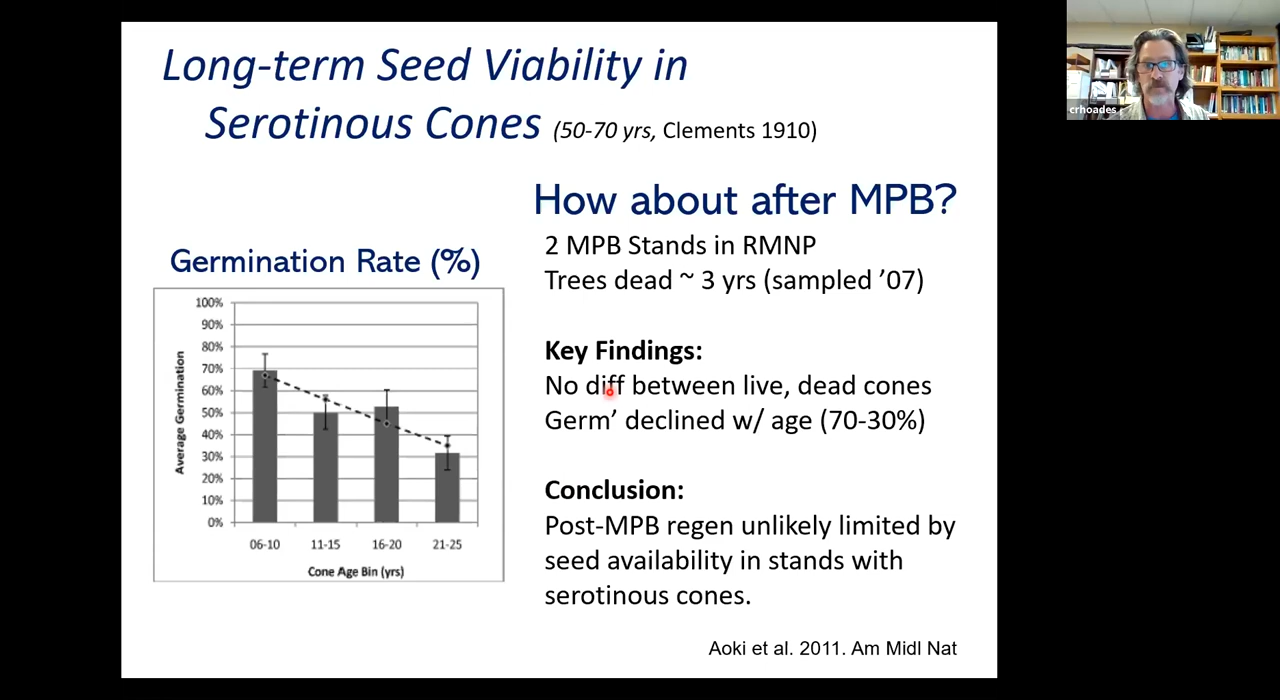 Long-term Seed Viability in
Serotinous Cones (50-70 yrs, Clements 1910)
How about after MPB?
2 MPB Stands in RMNP
Trees dead ~ 3 yrs (sampled ’07)
Key Findings:
No diff between live, dead cones
Germ’ declined w/ age (70-30%)
Conclusion:
Post-MPB regen unlikely limited by
seed availability in stands with
serotinous cones.
Aoki et al. 2011. Am Midl Nat
Germination Rate (%)
Average Germination
100%
90%
80%
70%
60%
50%
40%
30%
20%
10%
0%
06-10 11-15 16-20 21-25
Cone Age Bin (yrs)
crhoades